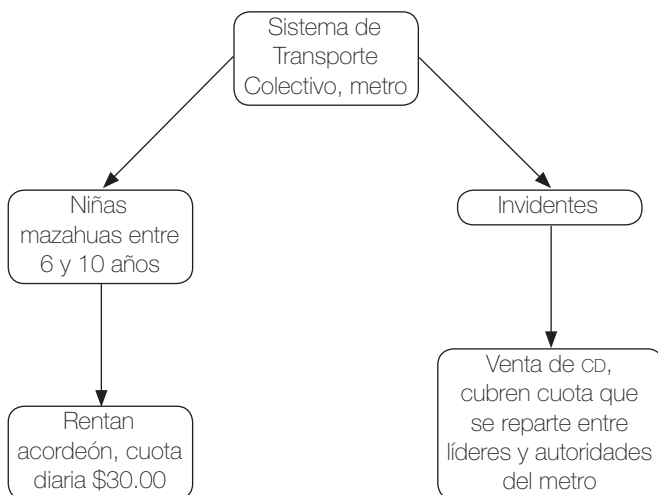 Sistema de
Transporte
Colectivo, metro
Niñas
mazahuas entre
6 y 10 años
Invidentes
Rentan
acordeón, cuota
diaria $30.00
Venta de CD,
cubren cuota que
se reparte entre
líderes y autoridades
del metro